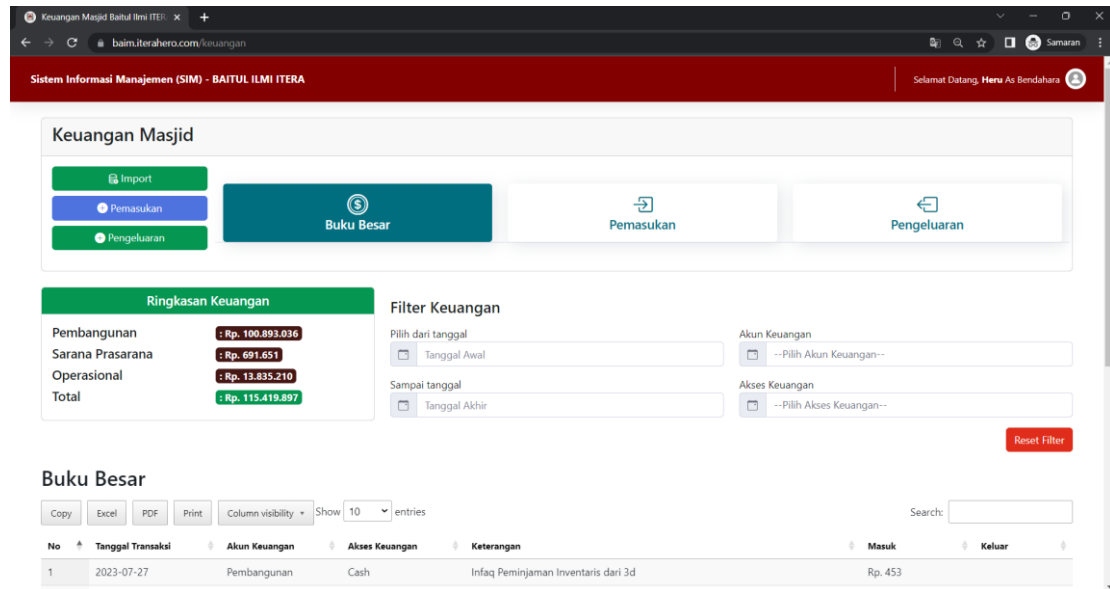 Keuangan Masjid Baitul Ilmi ITER
baim.iterahero.com/keuangan
Samaran
Sistem Informasi Manajemen (SIM) - BAITUL ILMI ITERA
Selamat Datang, Heru As Bendahara
Keuangan Masjid
Import
Pemasukan
Pengeluaran
Buku Besar
Pemasukan
Pengeluaran
Ringkasan Keuangan
Pembangunan : Rp. 100.893.036
Sarana Prasarana : Rp. 691.651
Operasional : Rp. 13.835.210
Total : Rp. 115.419.897
Filter Keuangan
Pilih dari tanggal
Tanggal Awal
Akun Keuangan
--Pilih Akun Keuangan--
Sampai tanggal
Tanggal Akhir
Akses Keuangan
--Pilih Akses Keuangan--
Reset Filter
Buku Besar
Copy Excel PDF Print Column visibility Show 10 entries Search:
No Tanggal Transaksi Akun Keuangan Akses Keuangan Keterangan Masuk Keluar
1 2023-07-27 Pembangunan Cash Infaq Peminjaman Inventaris dari 3d Rp. 453